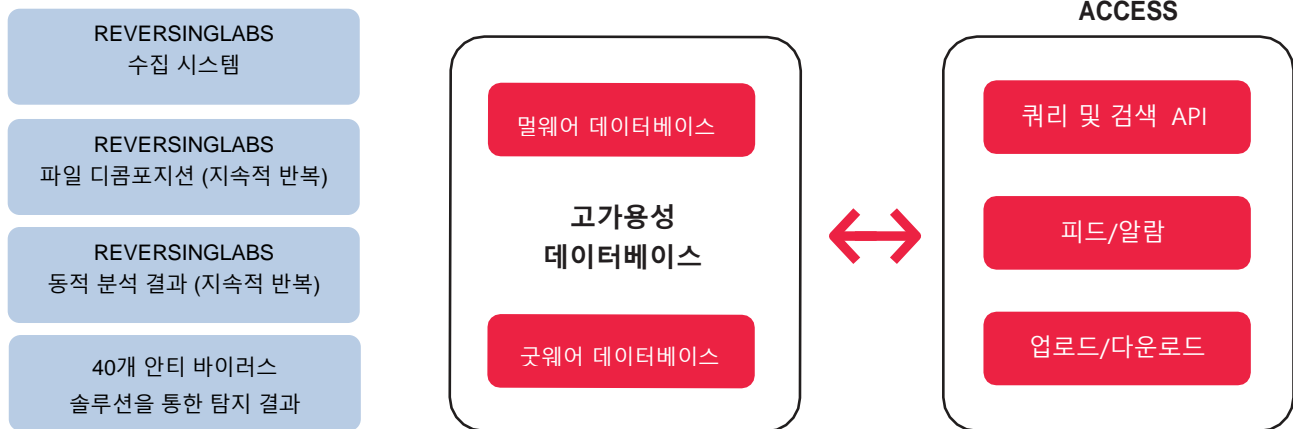 REVERSINGLABS
수집 시스템
REVERSINGLABS
파일 디콤포지션 (지속적 반복)
REVERSINGLABS
동적 분석 결과 (지속적 반복)
40개 안티 바이러스
솔루션을 통한 탐지 결과
멀웨어 데이터베이스
고가용성
데이터베이스
굿웨어 데이터베이스
ACCESS
쿼리 및 검색 API
피드/알람
업로드/다운로드